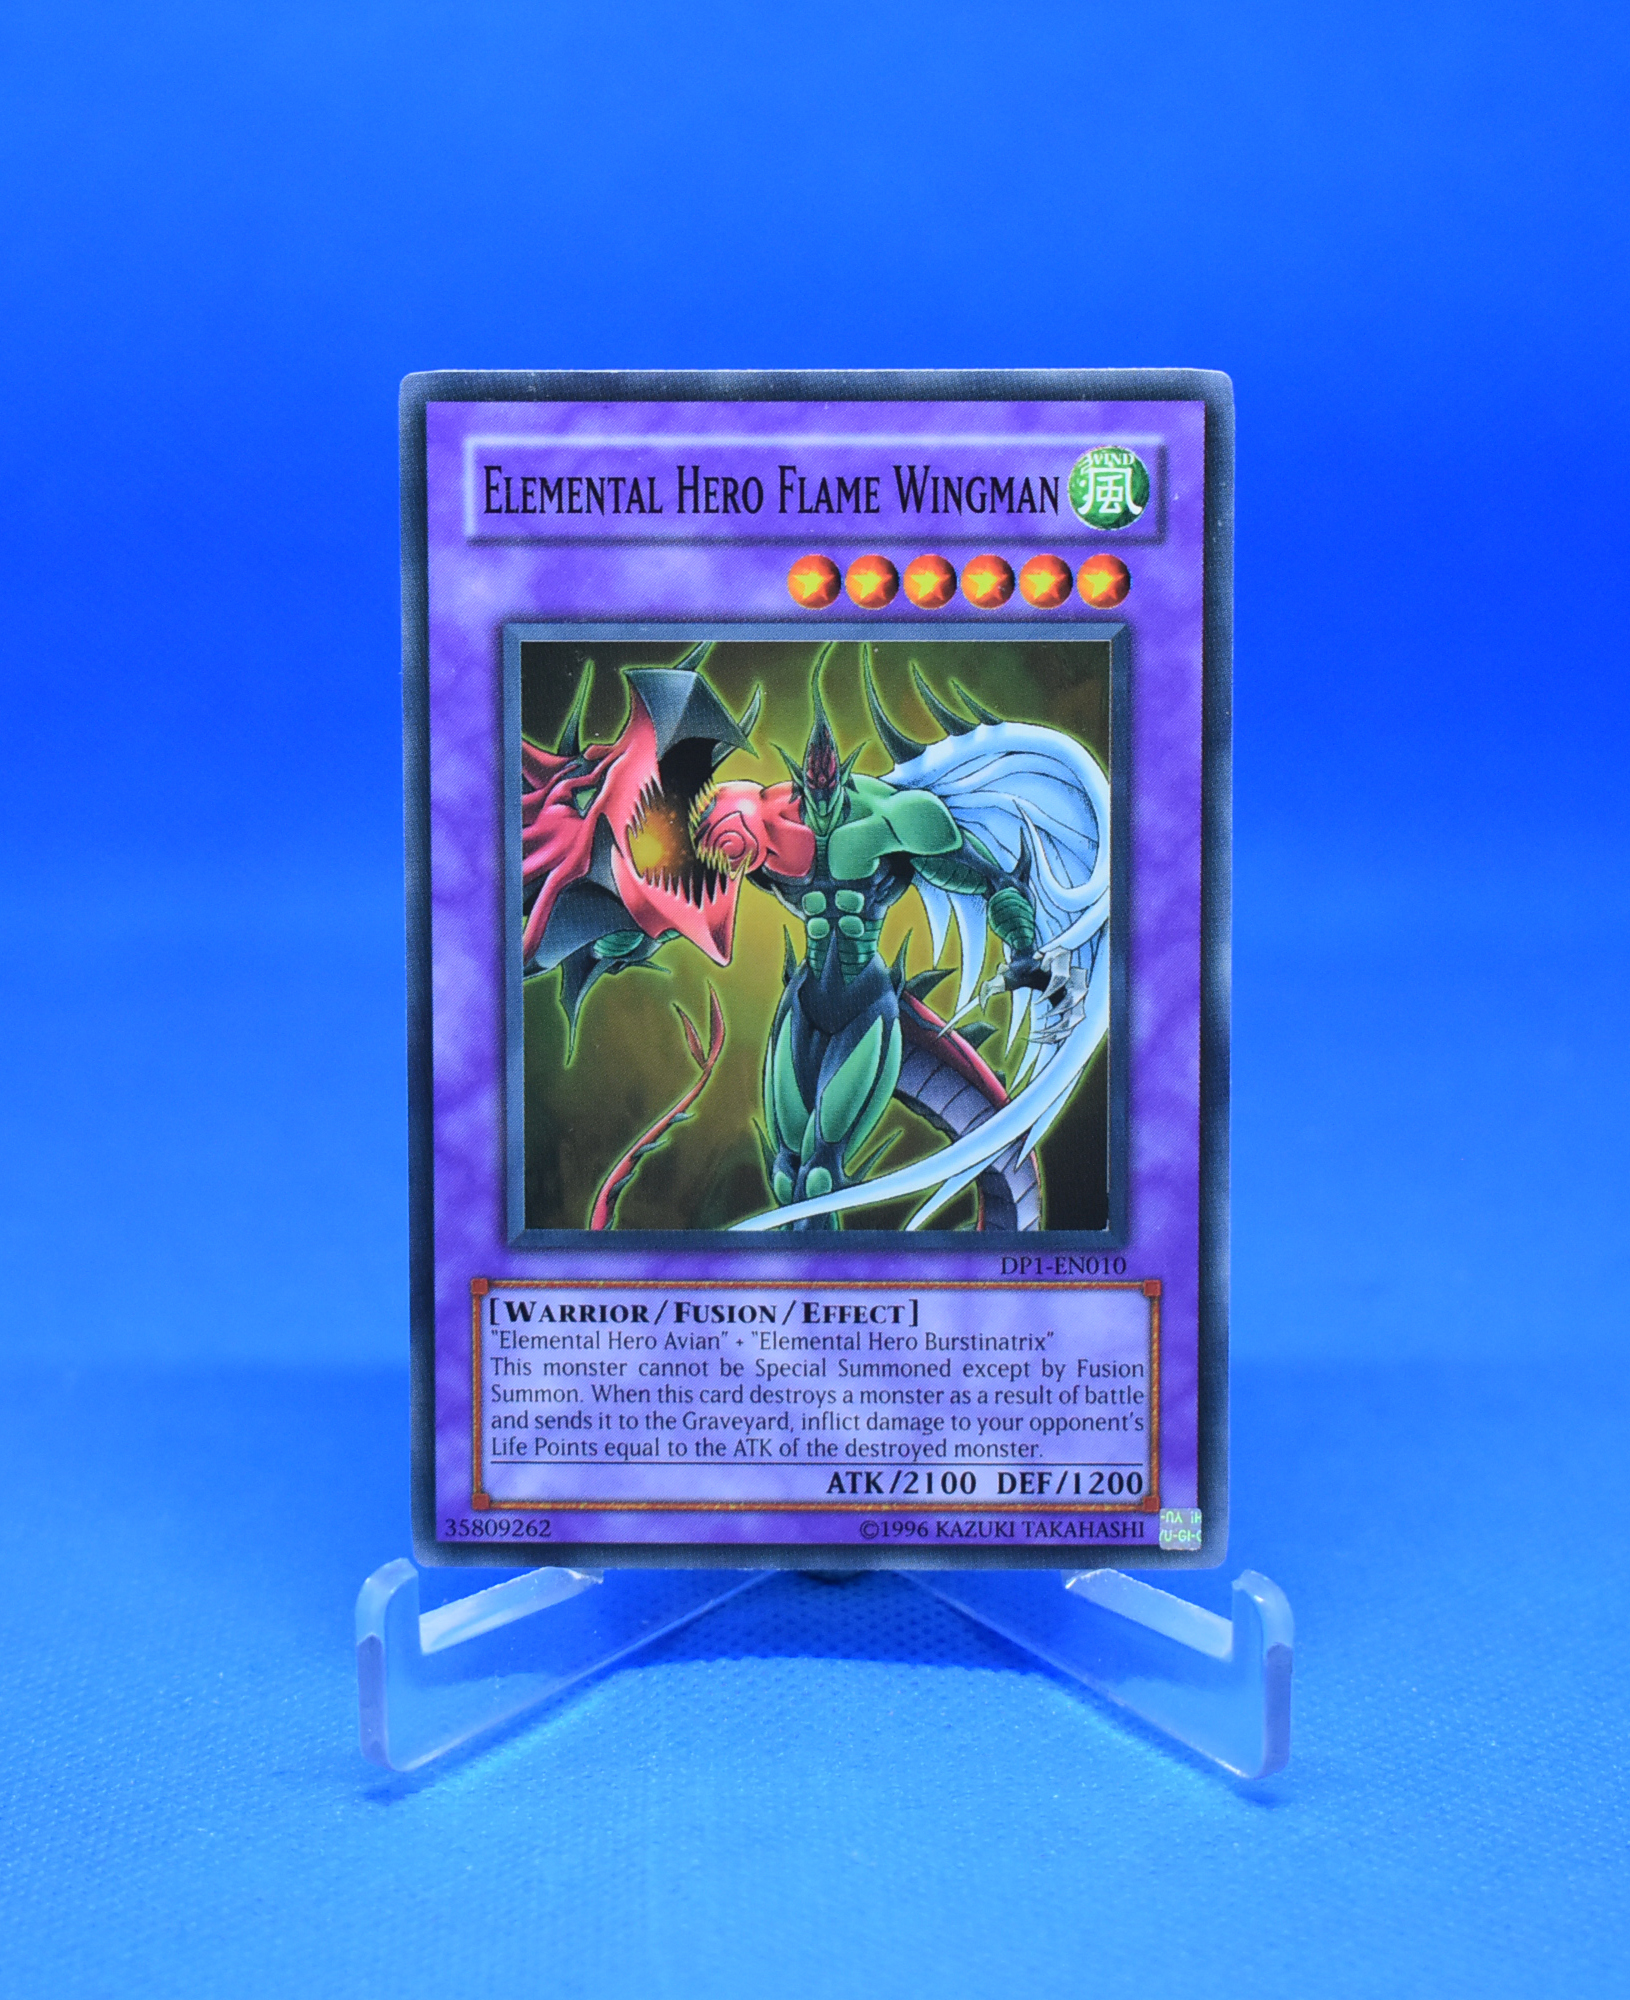 ELEMENTAL HERO FLAME WINGMAN
WIND
風
DP1-EN010
[WARRIOR/FUSION/EFFECT]
"Elemental Hero Avian" + "Elemental Hero Burstinatrix"
This monster cannot be Special Summoned except by Fusion
Summon. When this card destroys a monster as a result of battle
and sends it to the Graveyard, inflict damage to your opponent's
Life Points equal to the ATK of the destroyed monster.
ATK/2100 DEF/1200
35809262
©1996 KAZUKI TAKAHASHI